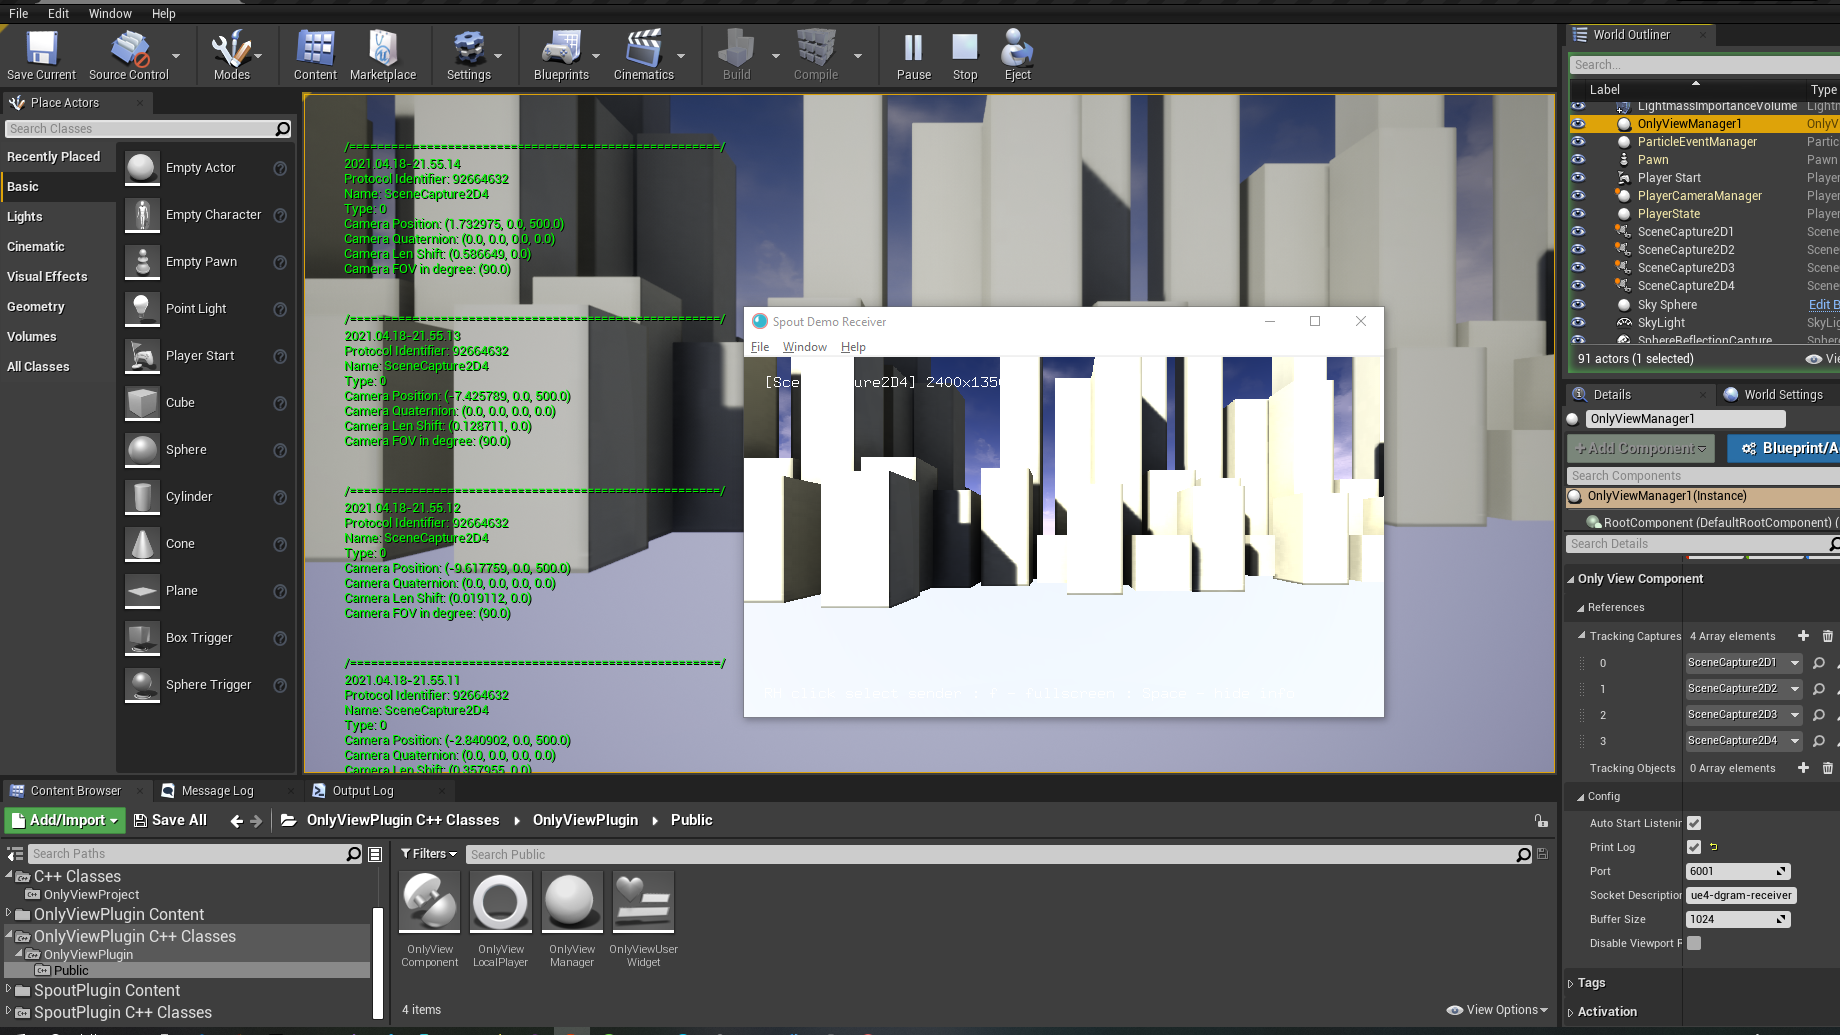 File Edit Window Help
Save Current Source Control Modes Content Marketplace Settings Blueprints Cinematics Build Compile Pause Stop Eject
Place Actors
Search Classes
Recently Placed
Basic
Lights
Cinematic
Visual Effects
Geometry
Volumes
All Classes
Empty Actor
Empty Character
Empty Pawn
Point Light
Player Start
Cube
Sphere
Cylinder
Cone
Plane
Box Trigger
Sphere Trigger
2021.04.18-21.55.14
Protocol Identifier: 92664632
Name: SceneCapture2D4
Type: 0
Camera Position: (1.732975, 0.0, 500.0)
Camera Quaternion: (0.0, 0.0, 0.0, 0.0)
Camera Len Shift: (0.586649, 0.0)
Camera FOV in degree: (90.0)
2021.04.18-21.55.13
Protocol Identifier: 92664632
Name: SceneCapture2D4
Type: 0
Camera Position: (-7.425789, 0.0, 500.0)
Camera Quaternion: (0.0, 0.0, 0.0, 0.0)
Camera Len Shift: (0.128711, 0.0)
Camera FOV in degree: (90.0)
2021.04.18-21.55.12
Protocol Identifier: 92664632
Name: SceneCapture2D4
Type: 0
Camera Position: (-9.617759, 0.0, 500.0)
Camera Quaternion: (0.0, 0.0, 0.0, 0.0)
Camera Len Shift: (0.019112, 0.0)
Camera FOV in degree: (90.0)
2021.04.18-21.55.11
Protocol Identifier: 92664632
Name: SceneCapture2D4
Type: 0
Camera Position: (-2.840902, 0.0, 500.0)
Camera Quaternion: (0.0, 0.0, 0.0, 0.0)
Camera Len Shift: (0.357955, 0.0)
Spout Demo Receiver
File Window Help
2400x1350
RM click select sender : F - fullscreen : Space - Hide info
World Outliner
Search...
Label Type
LightmassImportanceVolume Lightm
OnlyViewManager1 OnlyV
ParticleEventManager Partic
Pawn Pawn
Player Start Player
PlayerCameraManager Player
PlayerState Player
SceneCapture2D1 Scene
SceneCapture2D2 Scene
SceneCapture2D3 Scene
SceneCapture2D4 Scene
Sky Sphere Edit B
SkyLight SkyLig
SphereReflectionCapture Sphere
91 actors (1 selected) Vie
Details World Settings
OnlyViewManager1
+Add Component Blueprint/A
Search Components
OnlyViewManager1(Instance)
RootComponent (DefaultRootComponent) (
Search Details
Only View Component
References
Tracking Captures 4 Array elements
0 SceneCapture2D1
1 SceneCapture2D2
2 SceneCapture2D3
3 SceneCapture2D4
Tracking Objects 0 Array elements
Config
Auto Start Listenin
Print Log
Port 6001
Socket Description ue4-dgram-receiver
Buffer Size 1024
Disable Viewport R
Tags
Activation
Content Browser Message Log Output Log
Add/Import Save All OnlyViewPlugin C++ Classes OnlyViewPlugin Public
Search Paths
Filters Search Public
C++ Classes
OnlyViewProject
OnlyViewPlugin Content
OnlyViewPlugin C++ Classes
OnlyViewPlugin
Public
SpoutPlugin Content
SpoutPlugin C++ Classes
OnlyView Component
OnlyView LocalPlayer
OnlyView Manager
OnlyViewUser Widget
4 items
View Options